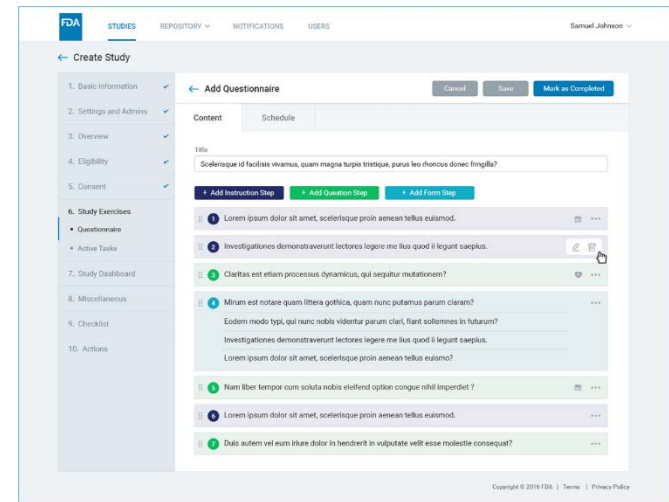 FDA STUDIES REPOSITORY NOTIFICATIONS USERS Samuel Johnson
← Create Study
1. Basic Information
2. Settings and Admins
3. Overview
4. Eligibility
5. Consent
6. Study Exercises
• Questionnaire
• Active Tasks
7. Study Dashboard
8. Miscellaneous
9. Checklist
10. Actions
← Add Questionnaire Cancel Save Mark as Completed
Content Schedule
Title
Scelerisque id facilisis vivamus, quam magna turpis tristique, purus leo rhoncus donec fringilla?
+ Add Instruction Step + Add Question Step + Add Form Step
1 Lorem ipsum dolor sit amet, scelerisque proin aenean tellus euismod.
2 Investigationes demonstraverunt lectores legere me lius quod ii legunt saepius.
3 Claritas est etiam processus dynamicus, qui sequitur mutationem?
4 Mirum est notare quam littera gothica, quam nunc putamus parum claram?
Eodem modo typi, qui nunc nobis videntur parum clari, fiant sollemnes in futurum?
Investigationes demonstraverunt lectores legere me lius quod ii legunt saepius.
Lorem ipsum dolor sit amet, scelerisque proin aenean tellus euismo?
5 Nam liber tempor cum soluta nobis eleifend option congue nihil imperdiet ?
6 Lorem ipsum dolor sit amet, scelerisque proin aenean tellus euismod.
7 Duis autem vel eum iriure dolor in hendrerit in vulputate velit esse molestie consequat?
Copyright © 2016 FDA | Terms | Privacy Policy